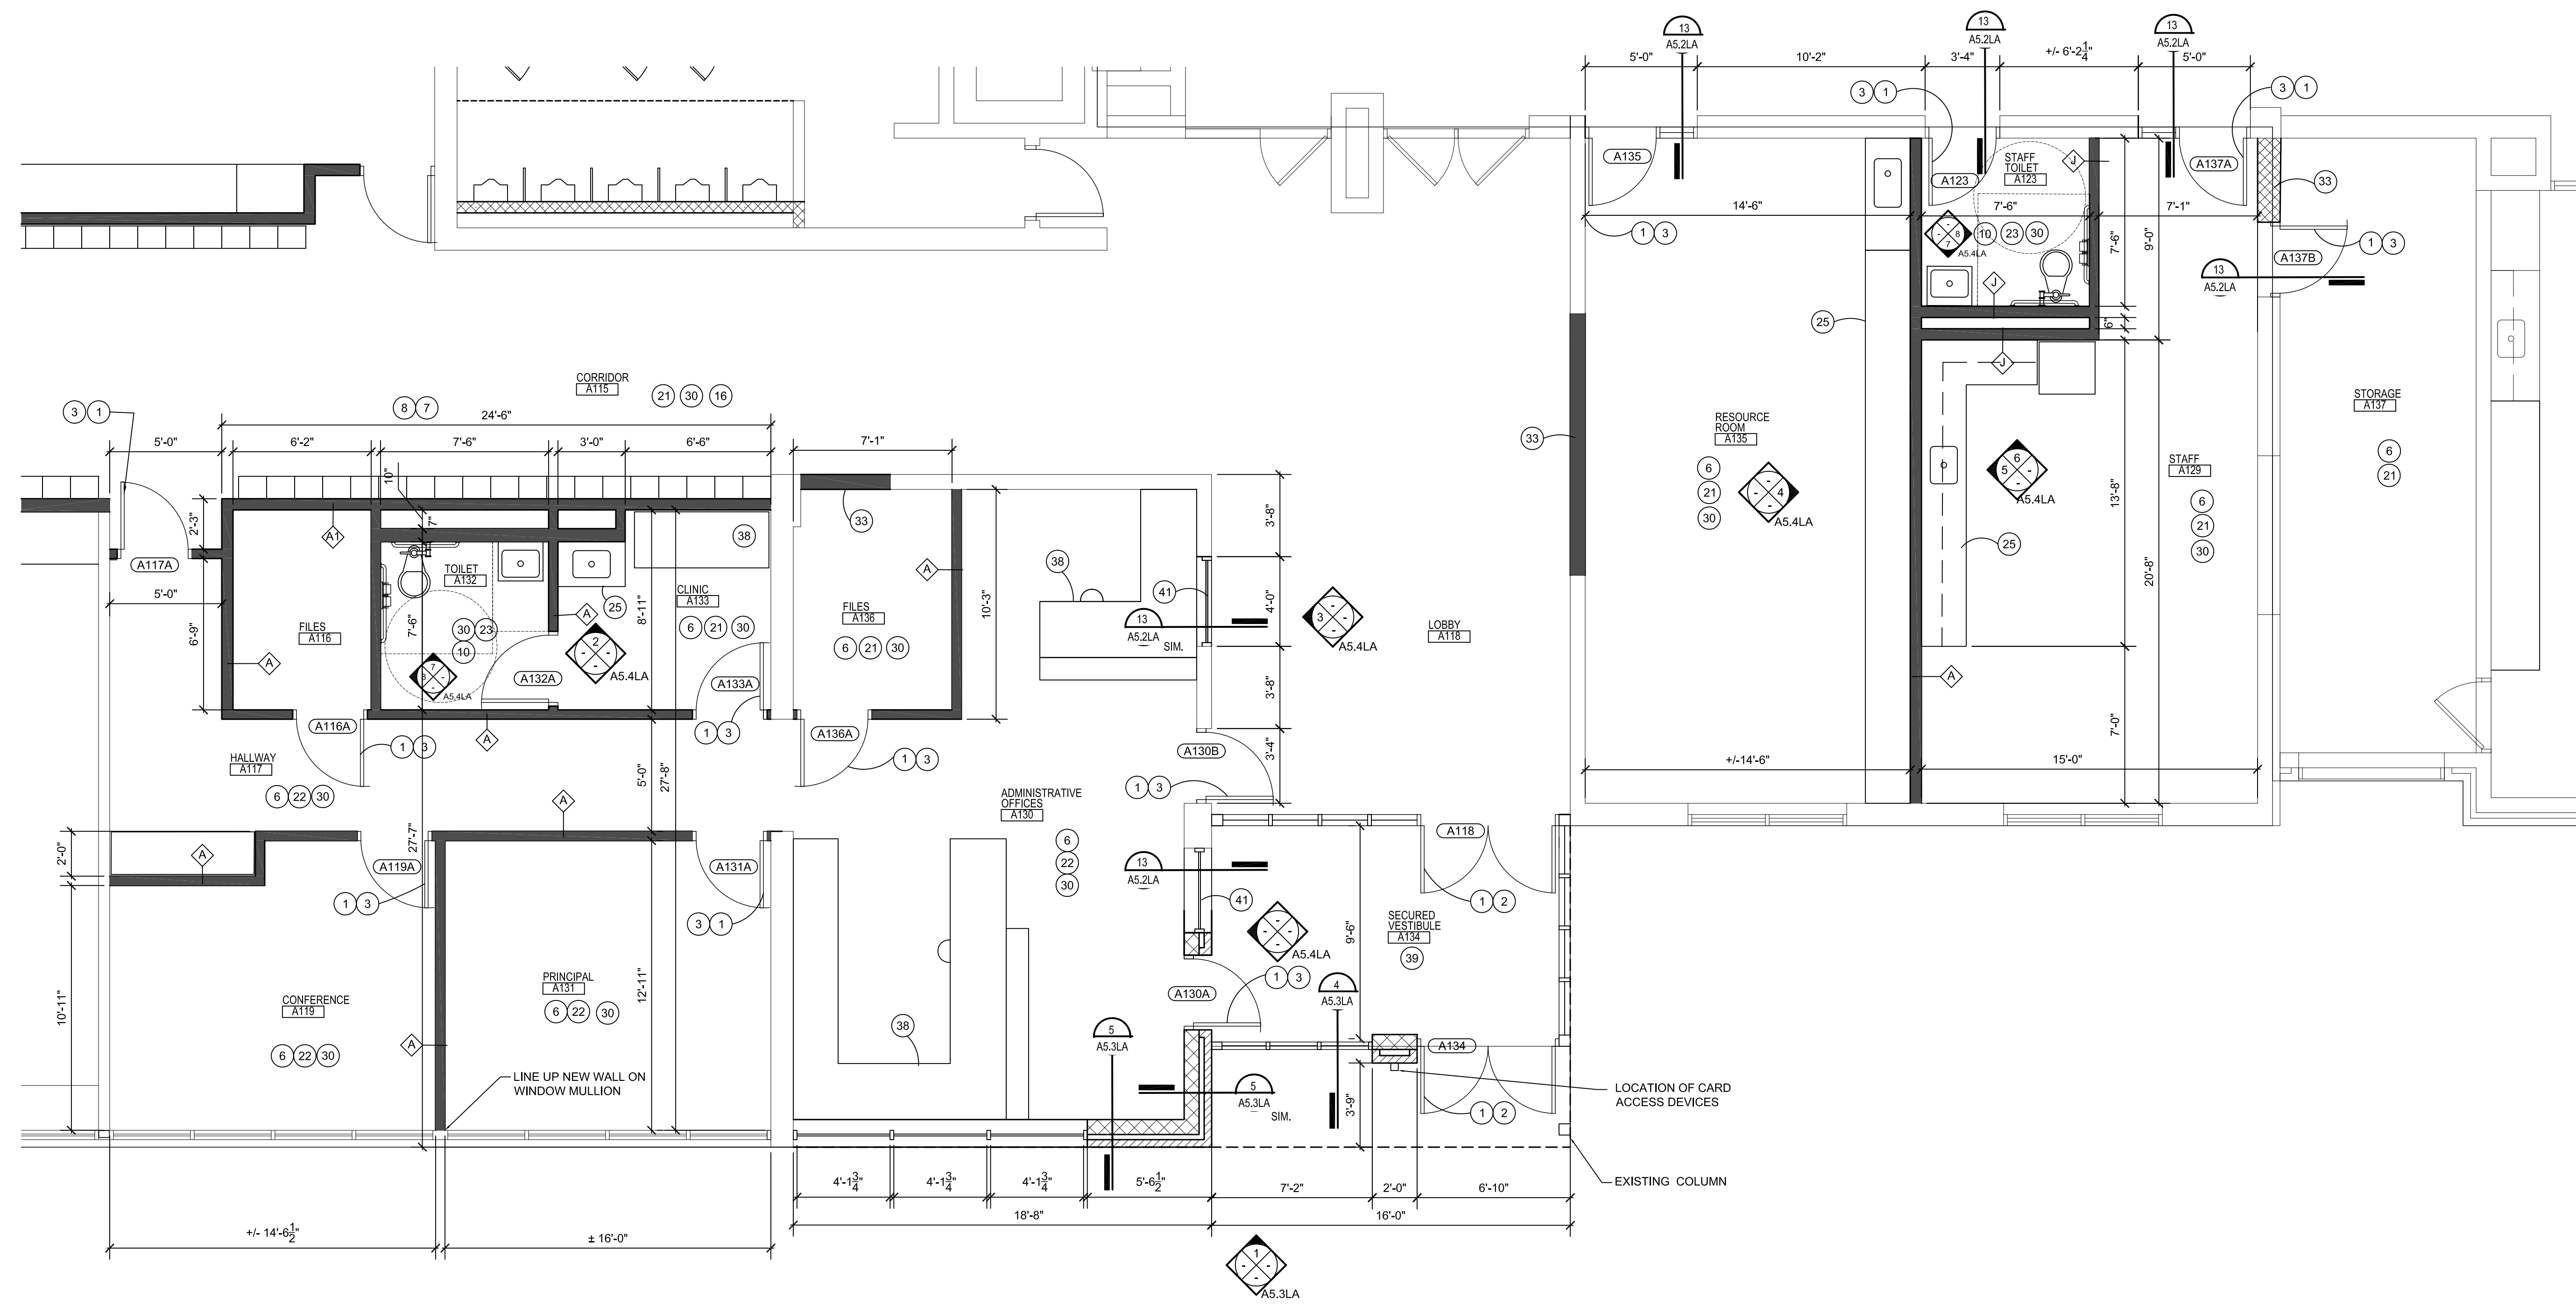 13
A5.2LA
13
A5.2LA
13
A5.2LA
5'-0"
10'-2"
3'-4"
+/- 6'-2 1/4"
5'-0"
3 1
3 1
A135
A123
STAFF
TOILET
A123
J
A137A
33
14'-6"
7'-6"
7'-1"
1 3
8
7
A5.4LA
10 23 30
7'-6"
9'-0"
1 3
A137B
13
A5.2LA
J
6"
25
J
CORRIDOR
A115
21 30 16
3 1
8 7
24'-6"
5'-0"
6'-2"
7'-6"
3'-0"
6'-6"
7'-1"
10"
7"
33
RESOURCE
ROOM
A135
6
21
30
4
A5.4LA
5
6
A5.4LA
STAFF
A129
6
21
30
STORAGE
A137
6
21
13'-8"
20'-8"
25
2'-3"
A1
33
38
3'-8"
A117A
5'-0"
6'-9"
TOILET
A132
7'-6"
30 23
10
25
A
8'-11"
CLINIC
A133
6 21 30
A
FILES
A136
6 21 30
10'-3"
38
41
4'-0"
13
A5.2LA
SIM.
3
A5.4LA
LOBBY
A118
FILES
A116
A
7
8
A5.4LA
2
A5.4LA
A132A
A133A
3'-8"
A
A116A
A
1 3
1 3
A136A
1 3
A130B
3'-4"
7'-0"
HALLWAY
A117
6 22 30
A
5'-0"
27'-8"
1 3
ADMINISTRATIVE
OFFICES
A130
6
22
30
+/-14'-6"
15'-0"
2'-0"
A
27'-7"
A119A
A131A
1 3
3 1
13
A5.2LA
41
A118
1 2
A5.4LA
SECURED
VESTIBULE
A134
39
9'-6"
1 3
A130A
4
A5.3LA
10'-11"
CONFERENCE
A119
6 22 30
A
PRINCIPAL
A131
6 22 30
12'-11"
38
5
A5.3LA
A134
LINE UP NEW WALL ON
WINDOW MULLION
5
A5.3LA
SIM.
3'-9"
1 2
LOCATION OF CARD
ACCESS DEVICES
4'-1 3/4"
4'-1 3/4"
4'-1 3/4"
5'-6 1/2"
7'-2"
2'-0"
6'-10"
EXISTING COLUMN
18'-8"
16'-0"
+/- 14'-6 1/2"
± 16'-0"
1
A5.3LA